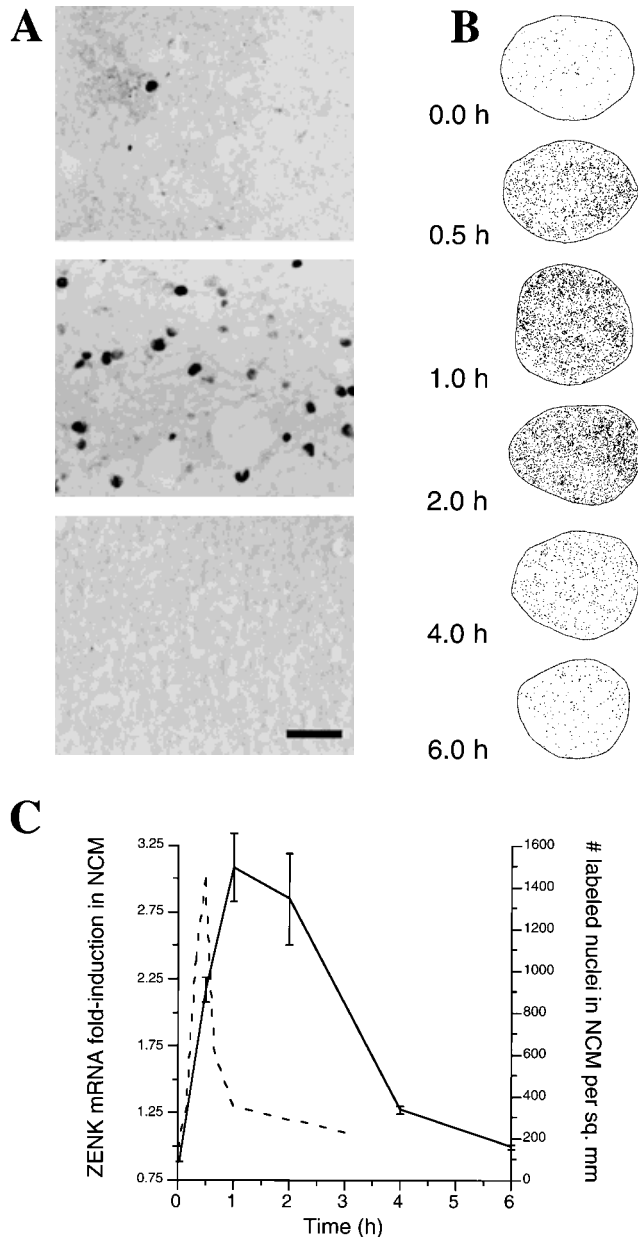 A
B
0.0 h
0.5 h
1.0 h
2.0 h
4.0 h
6.0 h
C
ZENK mRNA fold-induction in NCM
3.25
2.75
2.25
1.75
1.25
0.75
1600
1400
1200
1000
800
600
400
200
0
# labeled nuclei in NCM per sq. mm
0 1 2 3 4 5 6
Time (h)